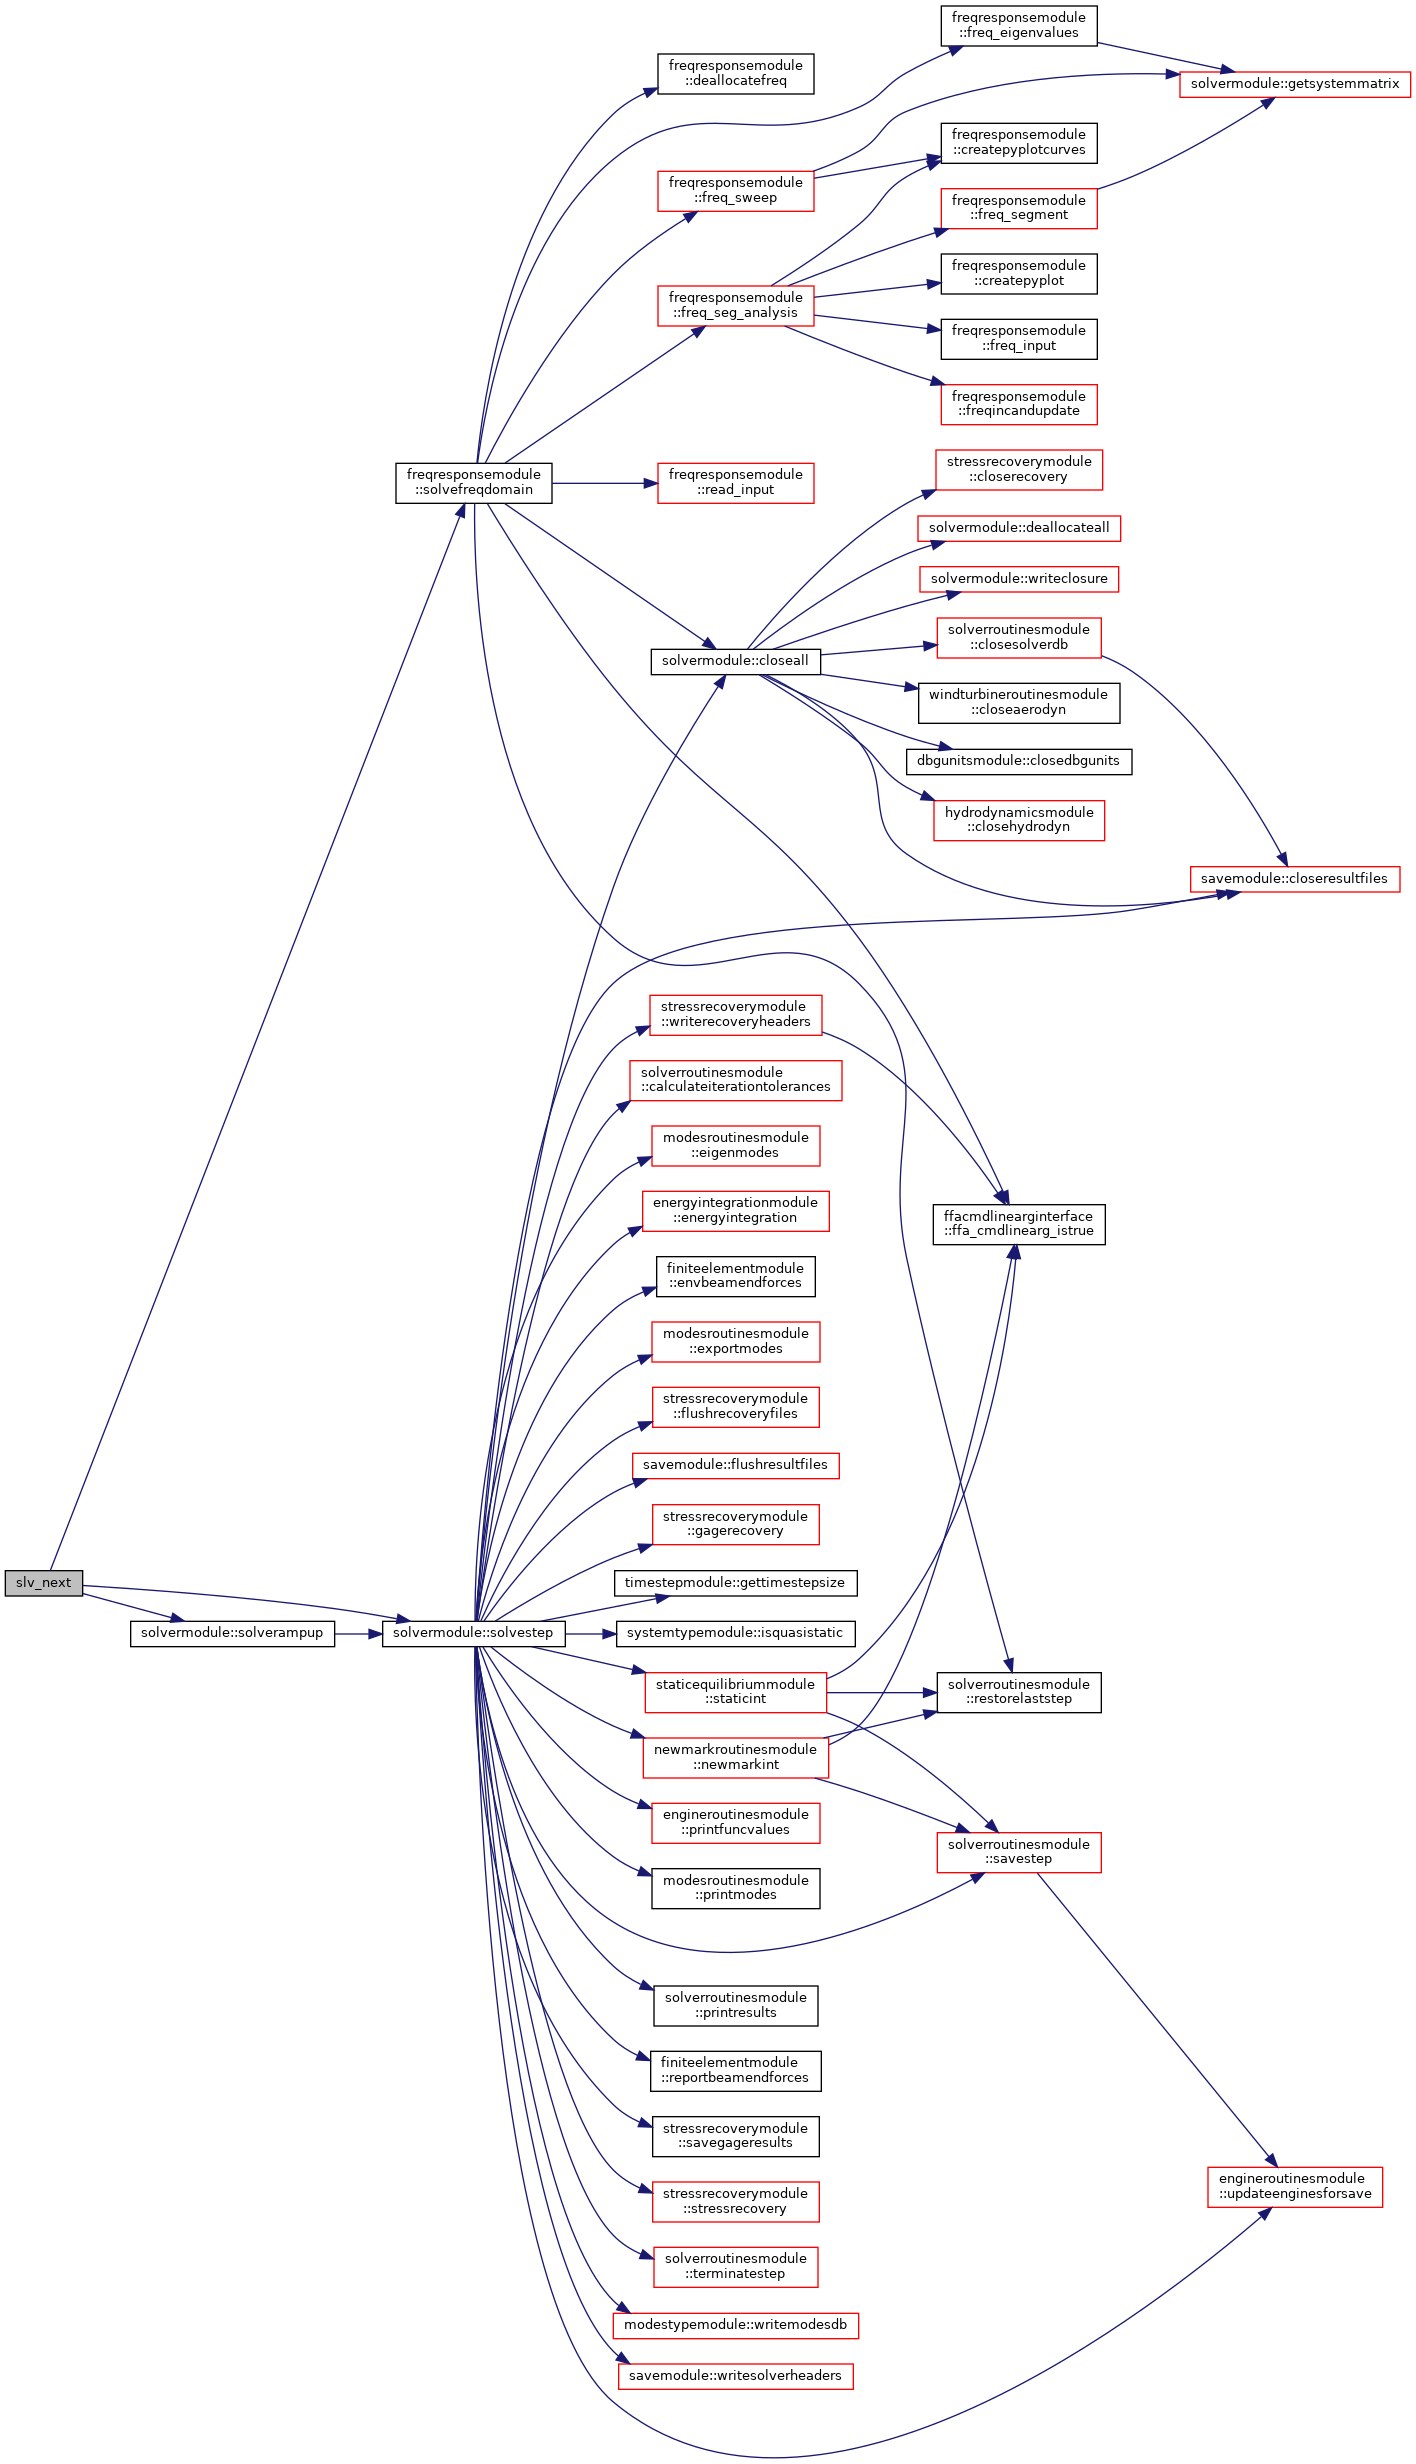 freqresponsemodule
::freq_eigenvalues
freqresponsemodule
::deallocatefreq
solvermodule::getsystemmatrix
freqresponsemodule
::createpyplotcurves
freqresponsemodule
::freq_sweep
freqresponsemodule
::freq_segment
freqresponsemodule
::createpyplot
freqresponsemodule
::freq_seg_analysis
freqresponsemodule
::freq_input
freqresponsemodule
::freqincandupdate
stressrecoverymodule
::closerecovery
freqresponsemodule
::solvefreqdomain
freqresponsemodule
::read_input
solvermodule::deallocateall
solvermodule::writeclosure
solverroutinesmodule
::closesolverdb
solvermodule::closeall
windturbineroutinesmodule
::closeaerodyn
dbgunitsmodule::closedbgunits
hydrodynamicsmodule
::closehydrodyn
savemodule::closeresultfiles
stressrecoverymodule
::writerecoveryheaders
solverroutinesmodule
::calculateiterationtolerances
modesroutinesmodule
::eigenmodes
energyintegrationmodule
::energyintegration
ffacmdlinearginterface
::ffa_cmdlinearg_istrue
finiteelementmodule
::envbeamendforces
modesroutinesmodule
::exportmodes
stressrecoverymodule
::flushrecoveryfiles
savemodule::flushresultfiles
stressrecoverymodule
::gagerecovery
slv_next
timestepmodule::gettimestepsize
solvermodule::solverampup
solvermodule::solvestep
systemtypemodule::isquasistatic
staticequilibriummodule
::staticint
solverroutinesmodule
::restorelaststep
newmarkroutinesmodule
::newmarkint
engineroutinesmodule
::printfuncvalues
solverroutinesmodule
::savestep
modesroutinesmodule
::printmodes
solverroutinesmodule
::printresults
finiteelementmodule
::reportbeamendforces
stressrecoverymodule
::savegageresults
engineroutinesmodule
::updateenginesforsave
stressrecoverymodule
::stressrecovery
solverroutinesmodule
::terminatestep
modestypemodule::writemodesdb
savemodule::writesolverheaders